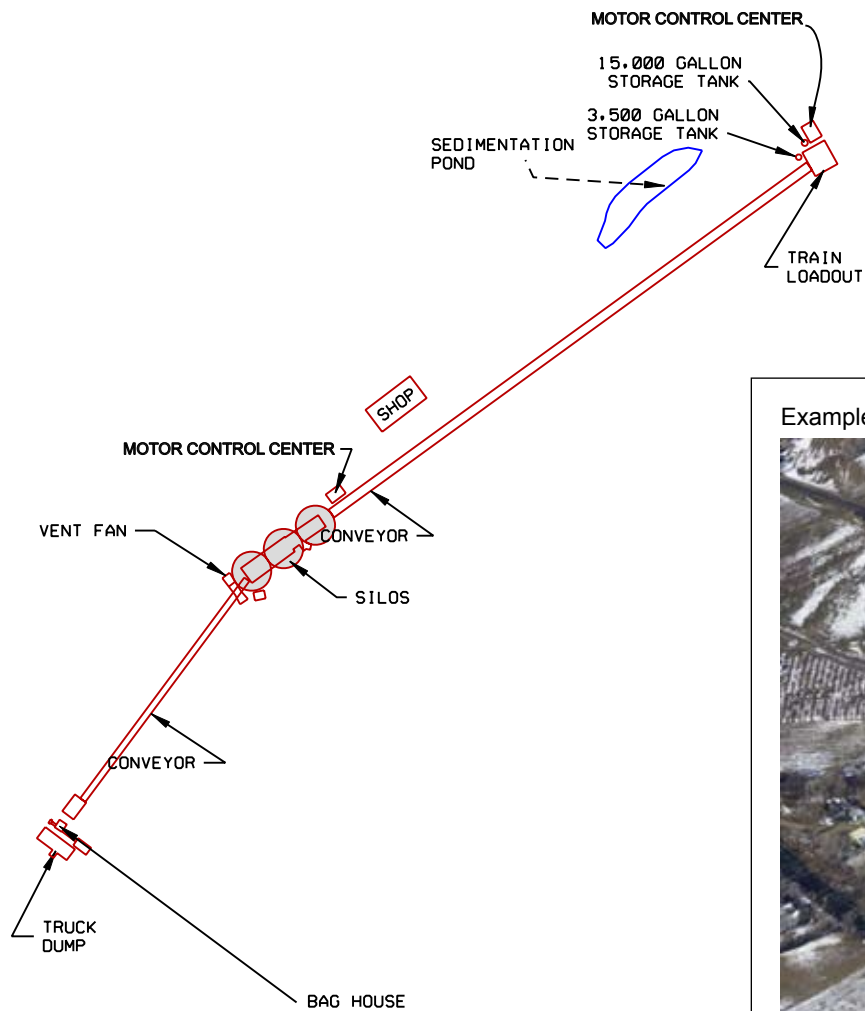 MOTOR CONTROL CENTER
15.000 GALLON
STORAGE TANK
3.500 GALLON
STORAGE TANK
SEDIMENTATION
POND
TRAIN
LOADOUT
SHOP
Example
MOTOR CONTROL CENTER
VENT FAN
CONVEYOR
SILOS
CONVEYOR
TRUCK
DUMP
BAG HOUSE